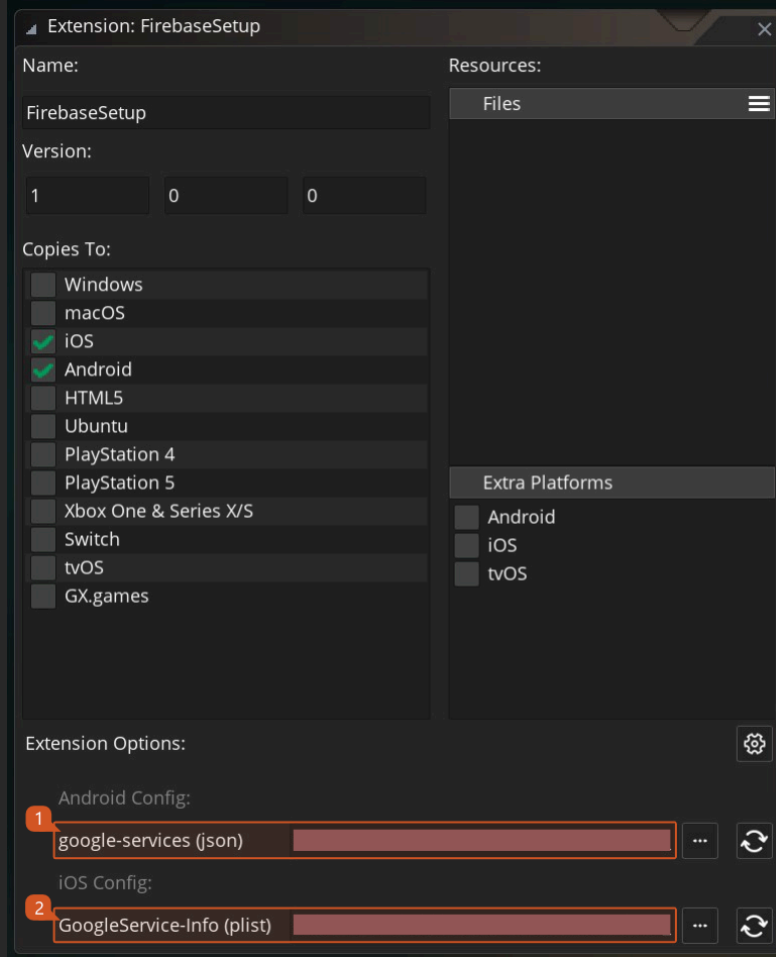 Extension: FirebaseSetup
Name:
FirebaseSetup
Version:
1 0 0
Copies To:
Windows
macOS
iOS
Android
HTML5
Ubuntu
PlayStation 4
PlayStation 5
Xbox One & Series X/S
Switch
tvOS
GX.games
Resources:
Files
Extra Platforms
Android
iOS
tvOS
Extension Options:
Android Config:
1
google-services (json)
iOS Config:
2
GoogleService-Info (plist)